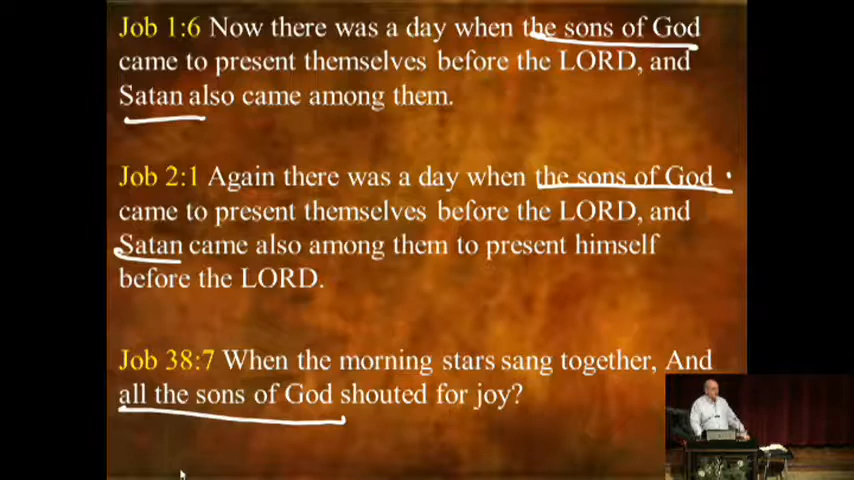 Job 1:6 Now there was a day when the sons of God
came to present themselves before the LORD, and
Satan also came among them.
Job 2:1 Again there was a day when the sons of God
came to present themselves before the LORD, and
Satan came also among them to present himself
before the LORD.
Job 38:7 When the morning stars sang together, And
all the sons of God shouted for joy?